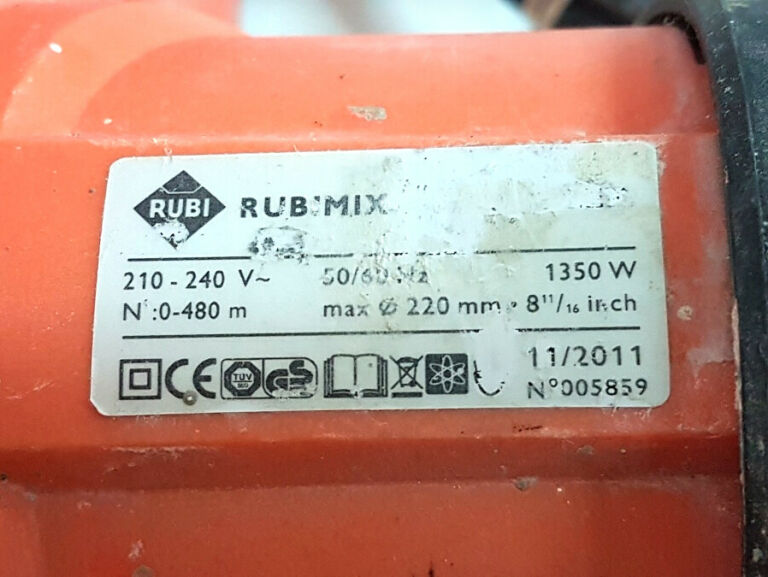 RUBI RUBIMIX
210 - 240 V~ 50/60 Hz 1350 W
N°:0-480 m max Ø 220 mm - 8 11/16 inch
CE TÜV GS 11/2011
Nº005859